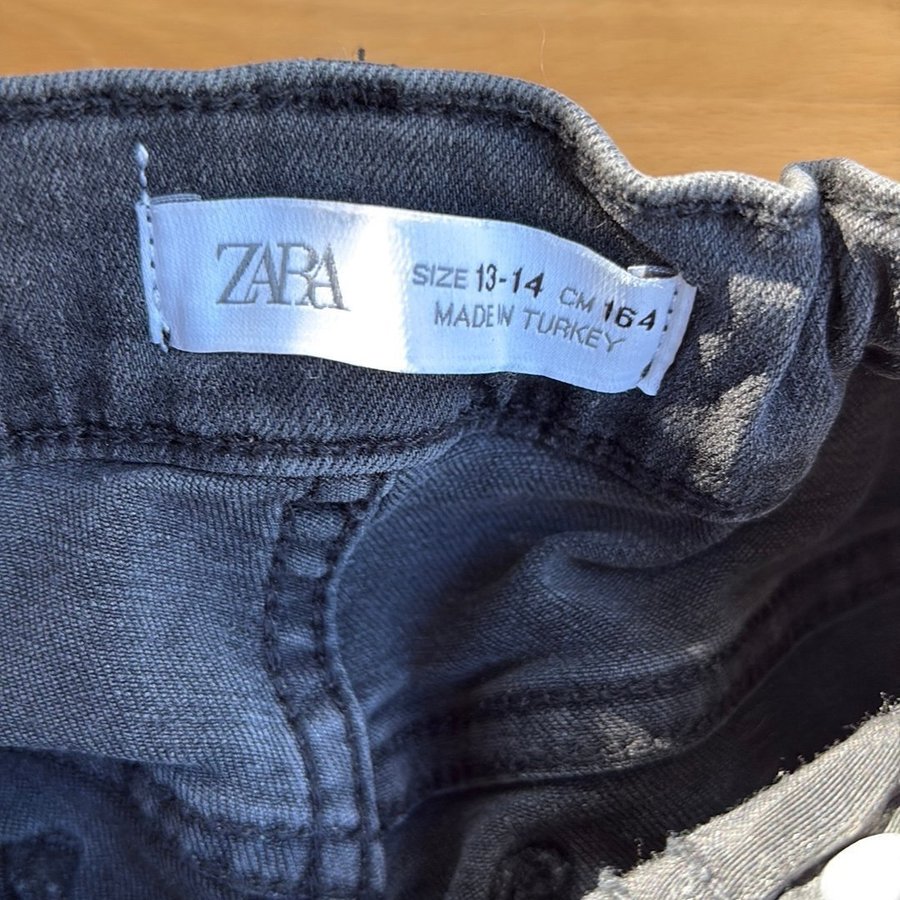 ZARA
SIZE 13-14 CM 164
MADE IN TURKEY